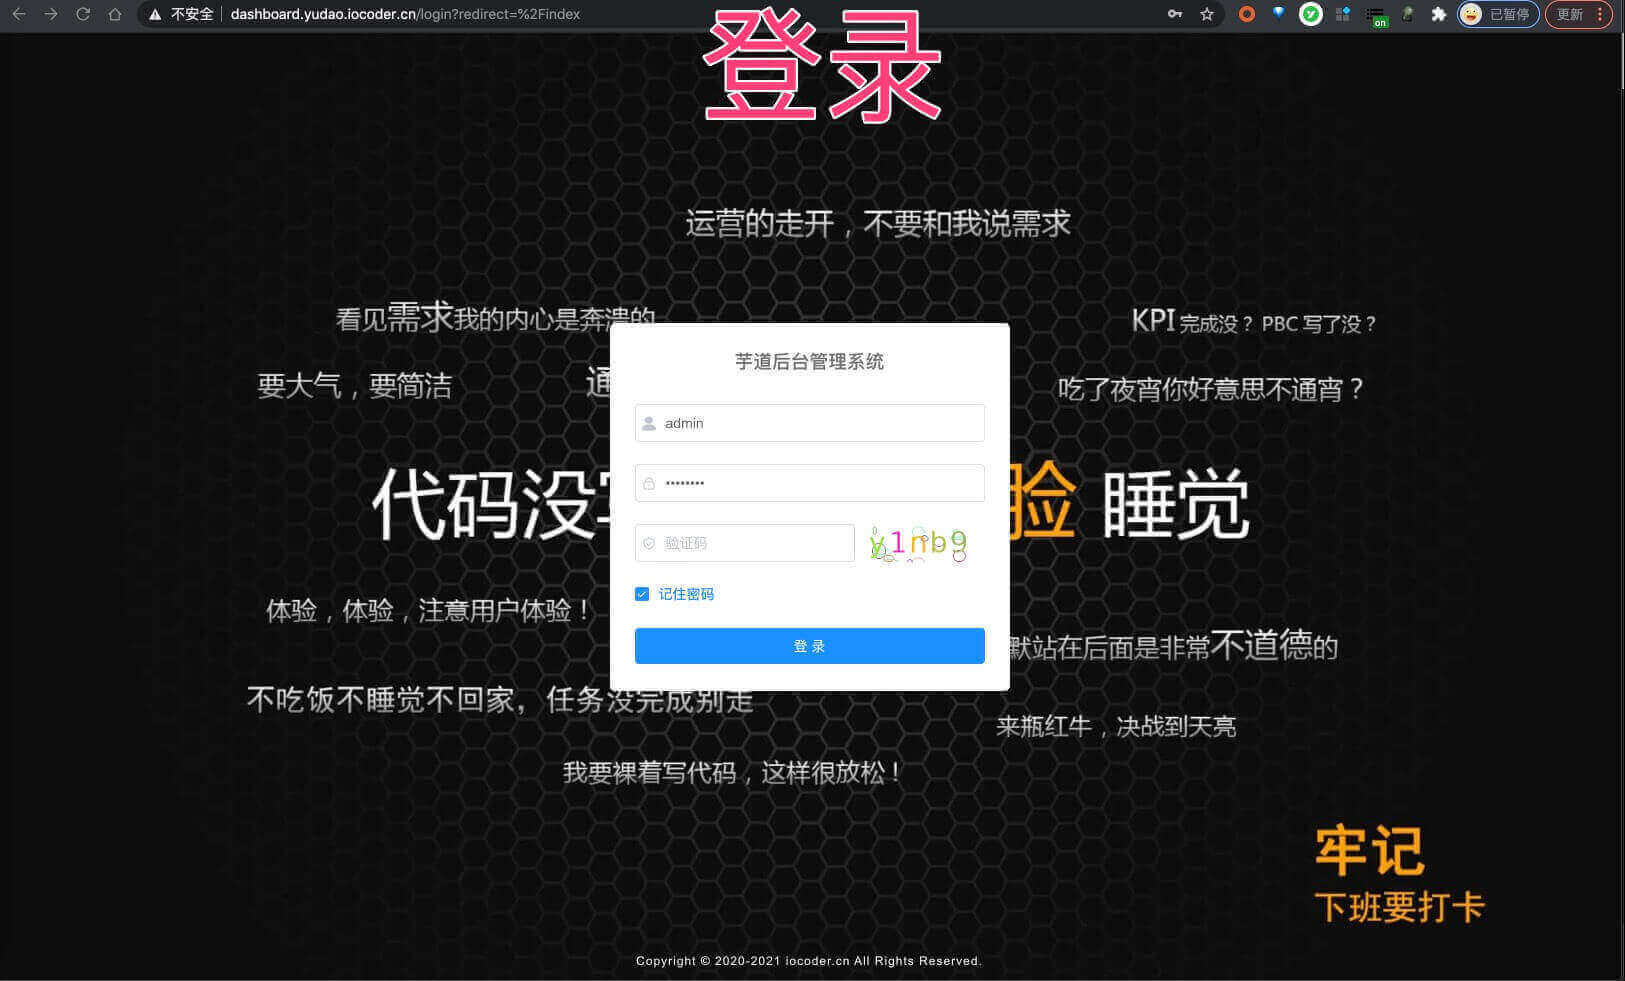 不安全 dashboard.yudao.iocoder.cn/login?redirect=%2Findex
on
已暂停
更新
登录
运营的走开，不要和我说需求
看见需求我的内心是奔溃的
KPI 完成没？ PBC 写了没？
要大气，要简洁
通
吃了夜宵你好意思不通宵？
代码没写
脸 睡觉
芋道后台管理系统
admin
••••••••
验证码
y1nb9
记住密码
登 录
体验，体验，注意用户体验！
默站在后面是非常不道德的
不吃饭不睡觉不回家，任务没完成别走
来瓶红牛，决战到天亮
我要裸着写代码，这样很放松！
牢记
下班要打卡
Copyright © 2020-2021 iocoder.cn All Rights Reserved.